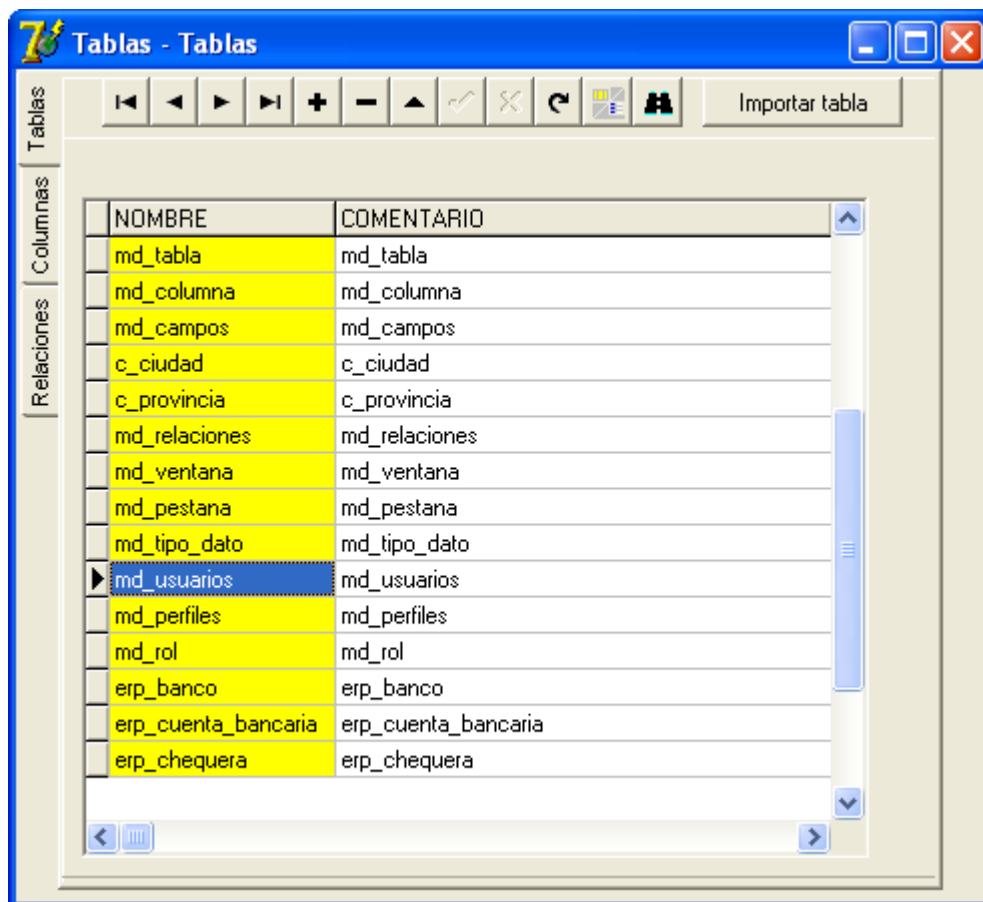 Tablas - Tablas
Tablas
Columnas
Relaciones
Importar tabla
NOMBRE COMENTARIO
md_tabla md_tabla
md_columna md_columna
md_campos md_campos
c_ciudad c_ciudad
c_provincia c_provincia
md_relaciones md_relaciones
md_ventana md_ventana
md_pestana md_pestana
md_tipo_dato md_tipo_dato
md_usuarios md_usuarios
md_perfiles md_perfiles
md_rol md_rol
erp_banco erp_banco
erp_cuenta_bancaria erp_cuenta_bancaria
erp_chequera erp_chequera